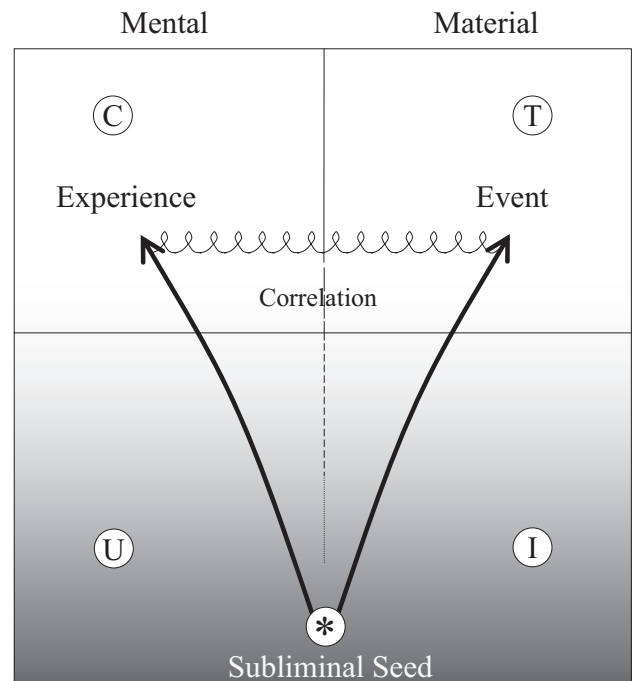 Mental Material
C T
Experience Event
Correlation
U I
*
Subliminal Seed